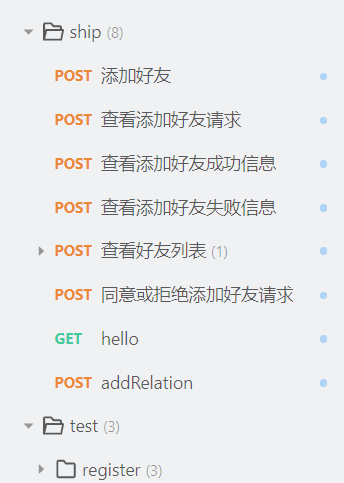 ship (8)
POST 添加好友
POST 查看添加好友请求
POST 查看添加好友成功信息
POST 查看添加好友失败信息
POST 查看好友列表 (1)
POST 同意或拒绝添加好友请求
GET hello
POST addRelation
test (3)
register (3)